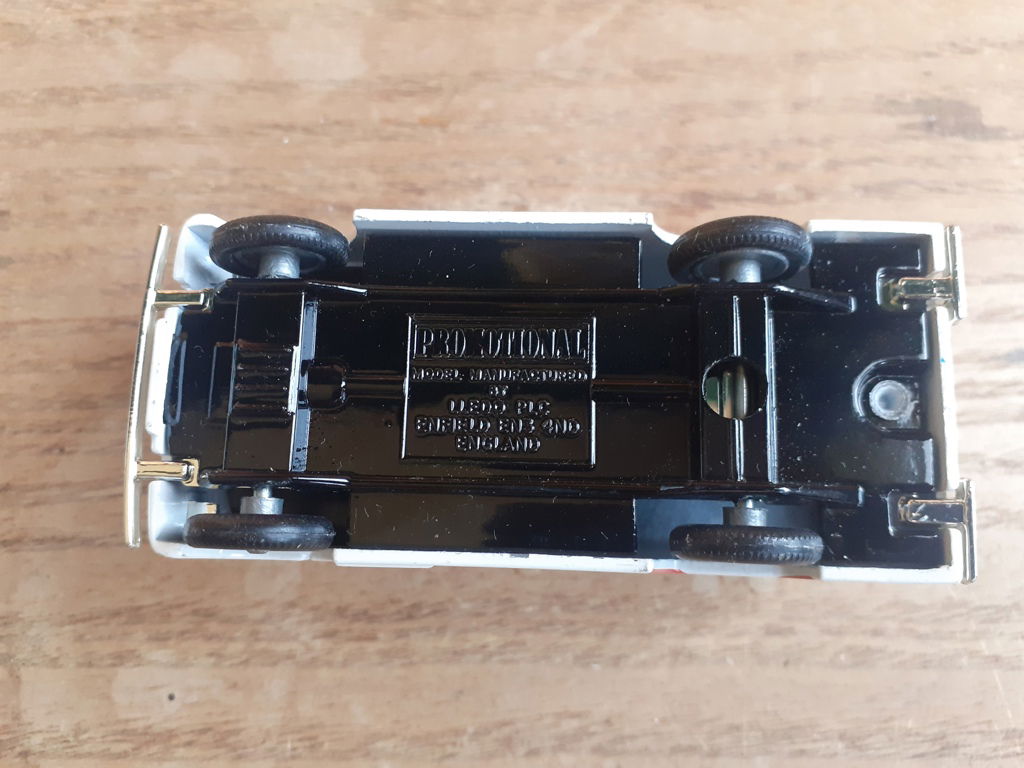 PROMOTIONAL
MODEL MANUFACTURED
BY
LLEDO PLC
ENFIELD EN3 4ND
ENGLAND